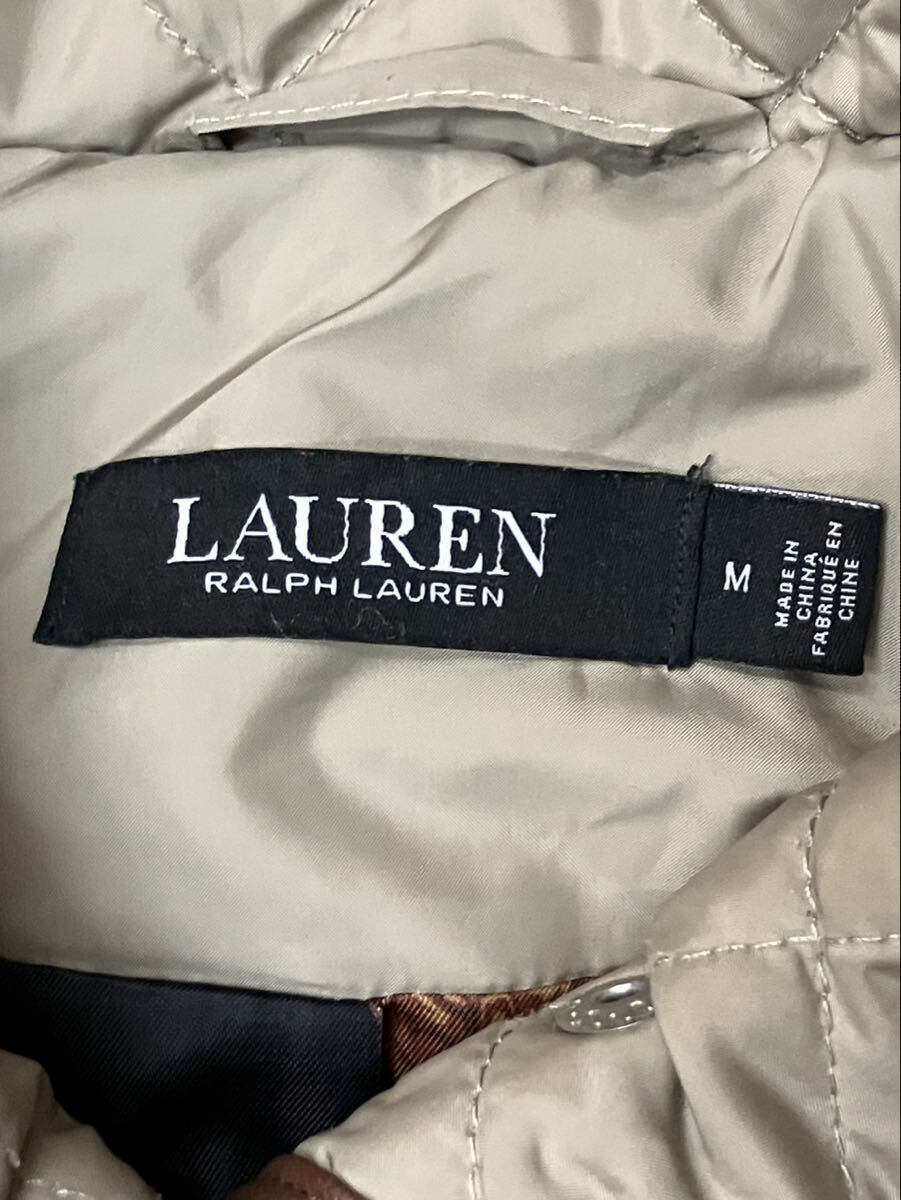 LAUREN
RALPH LAUREN
M
MADE IN
CHINA
FABRIQUÉ EN
CHINE